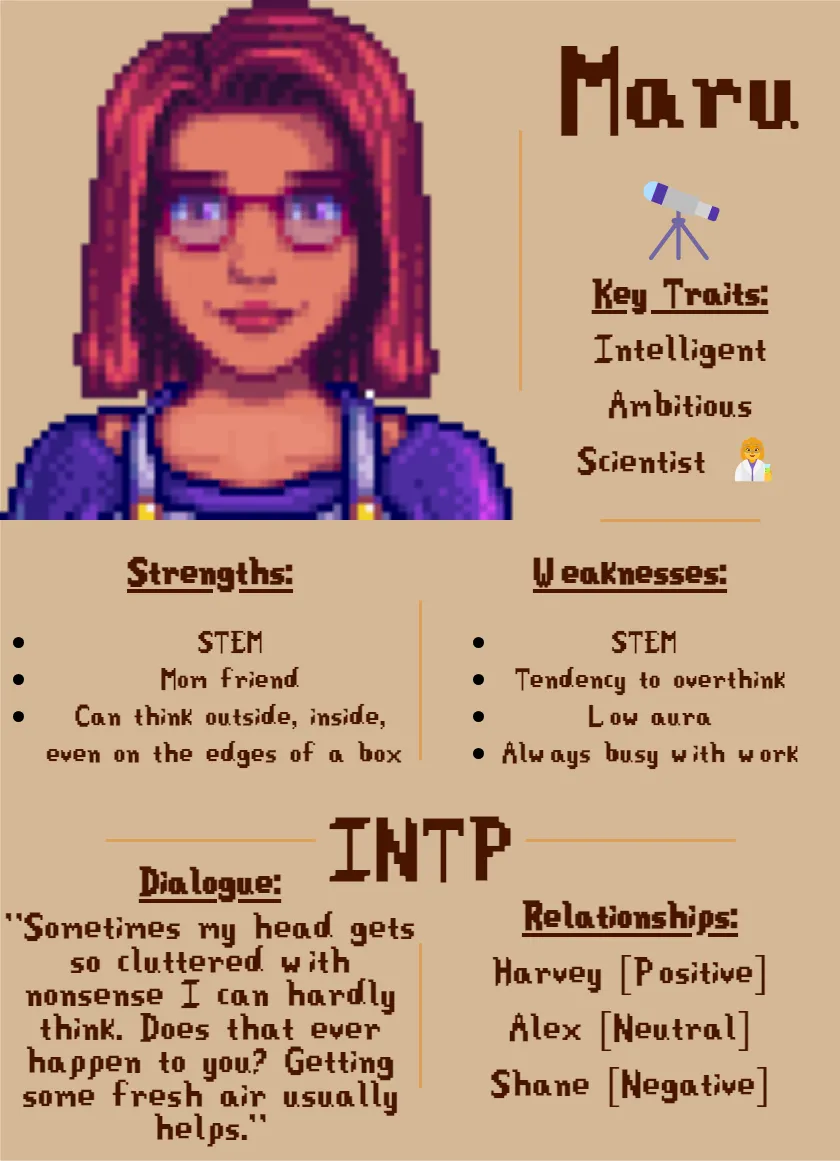 Maru
Key Traits:
Intelligent
Ambitious
Scientist
Strengths:
STEM
Mom friend
Can think outside, inside,
even on the edges of a box
Weaknesses:
STEM
Tendency to overthink
Low aura
Always busy with work
INTP
Dialogue:
"Sometimes my head gets
so cluttered with
nonsense I can hardly
think. Does that ever
happen to you? Getting
some fresh air usually
helps."
Relationships:
Harvey [Positive]
Alex [Neutral]
Shane [Negative]